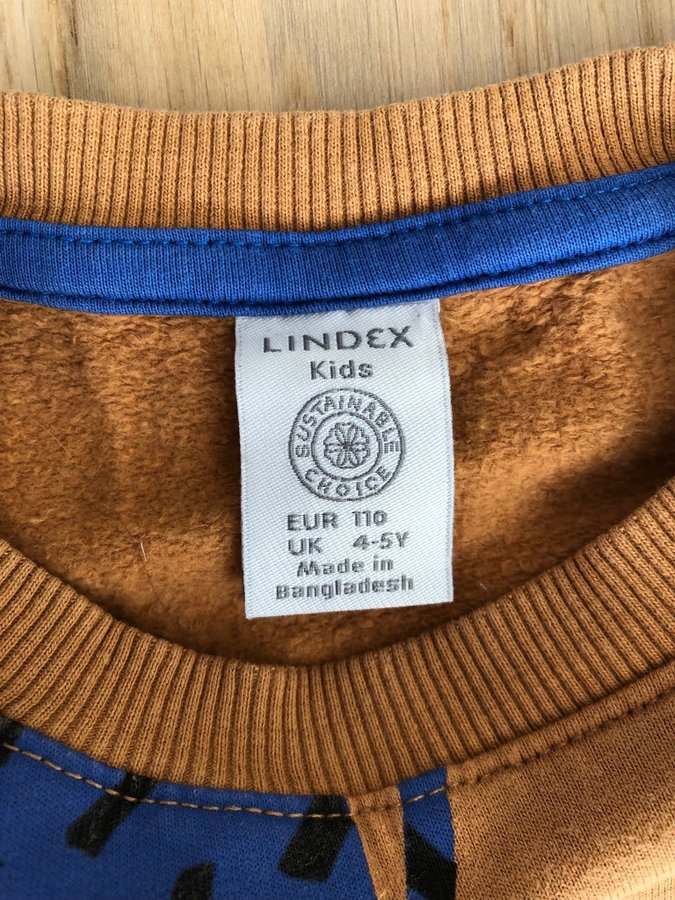 LINDEX
Kids
SUSTAINABLE
CHOICE
EUR 110
UK 4-5Y
Made in
Bangladesh